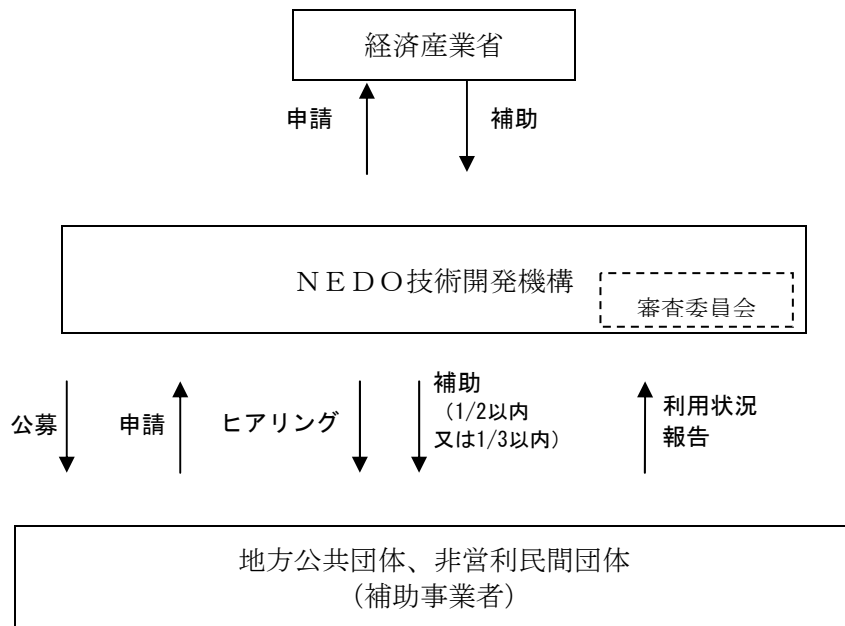 経済産業省
申請
補助
ＮＥＤＯ技術開発機構
審査委員会
公募
申請
ヒアリング
補助
（1/2以内
又は1/3以内）
利用状況
報告
地方公共団体、非営利民間団体
（補助事業者）